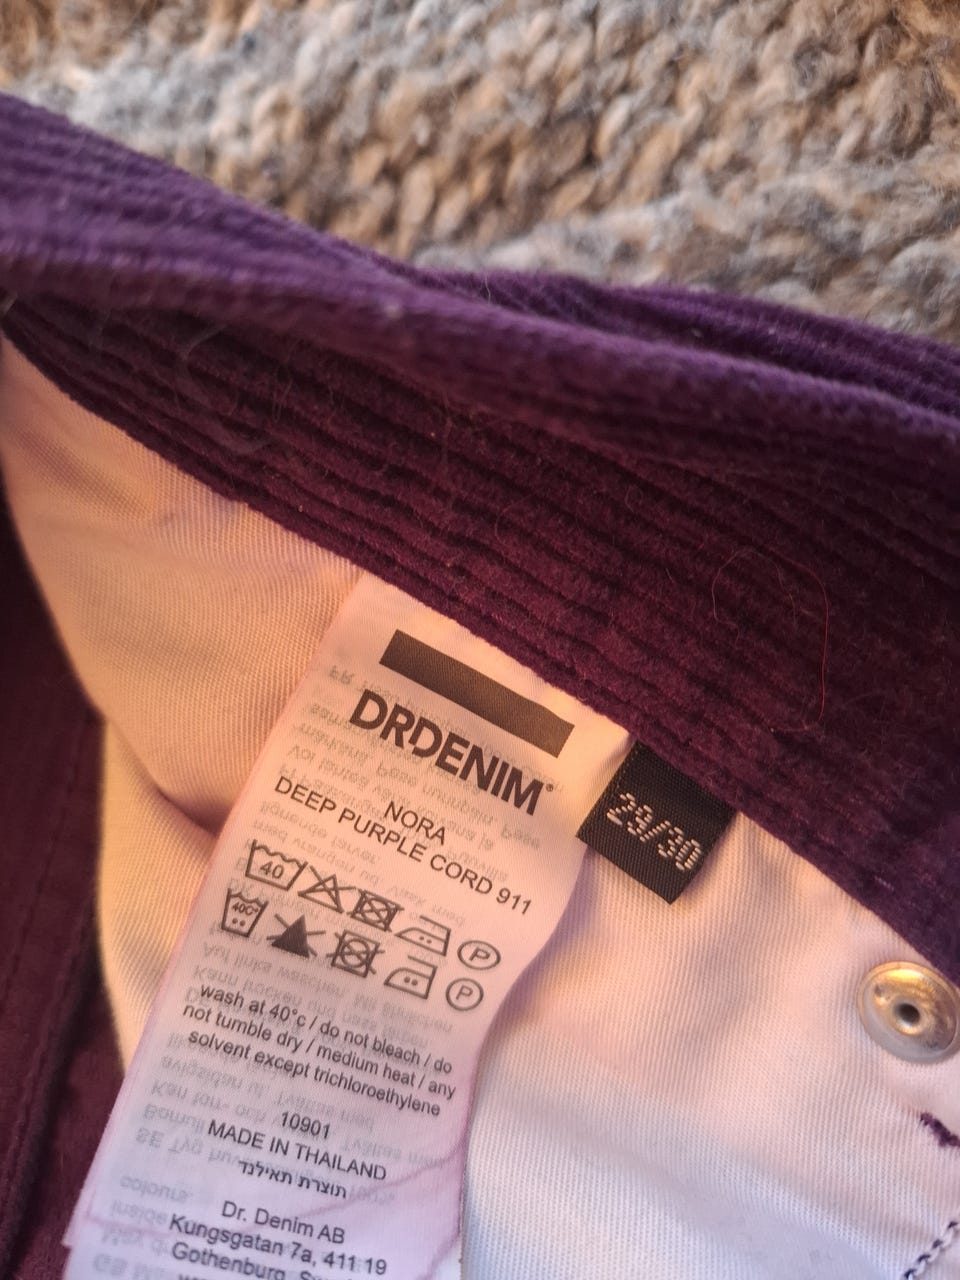 DRDENIM®
NORA
DEEP PURPLE CORD 911
29/30
40
P
40C
P
wash at 40°c / do not bleach / do
not tumble dry / medium heat / any
solvent except trichloroethylene
10901
MADE IN THAILAND
תוצרת תאילנד
Dr. Denim AB
Kungsgatan 7a, 411 19
Gothenburg,